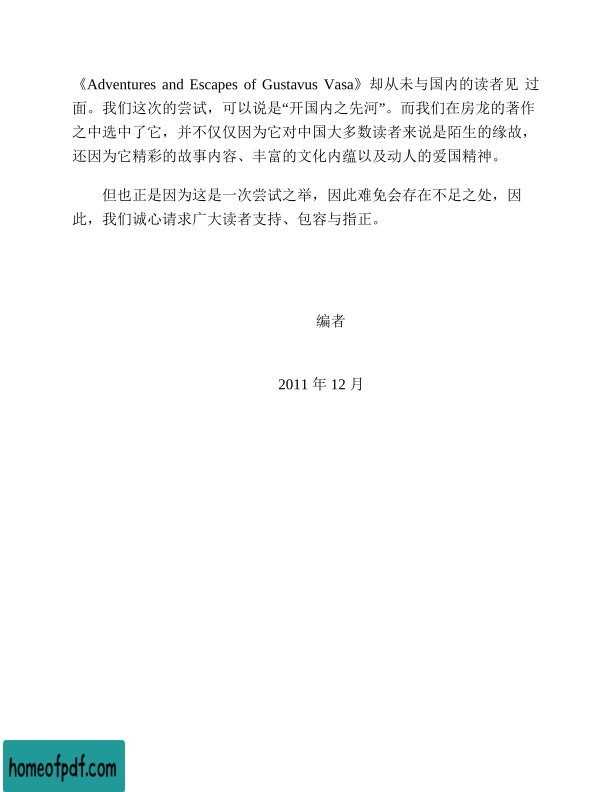 《Adventures and Escapes of Gustavus Vasa》却从未与国内的读者见 过
面。我们这次的尝试，可以说是“开国内之先河”。而我们在房龙的著作
之中选中了它，并不仅仅因为它对中国大多数读者来说是陌生的缘故，
还因为它精彩的故事内容、丰富的文化内蕴以及动人的爱国精神。
但也正是因为这是一次尝试之举，因此难免会存在不足之处，因
此，我们诚心请求广大读者支持、包容与指正。
编者
2011 年 12 月
homeofpdf.com